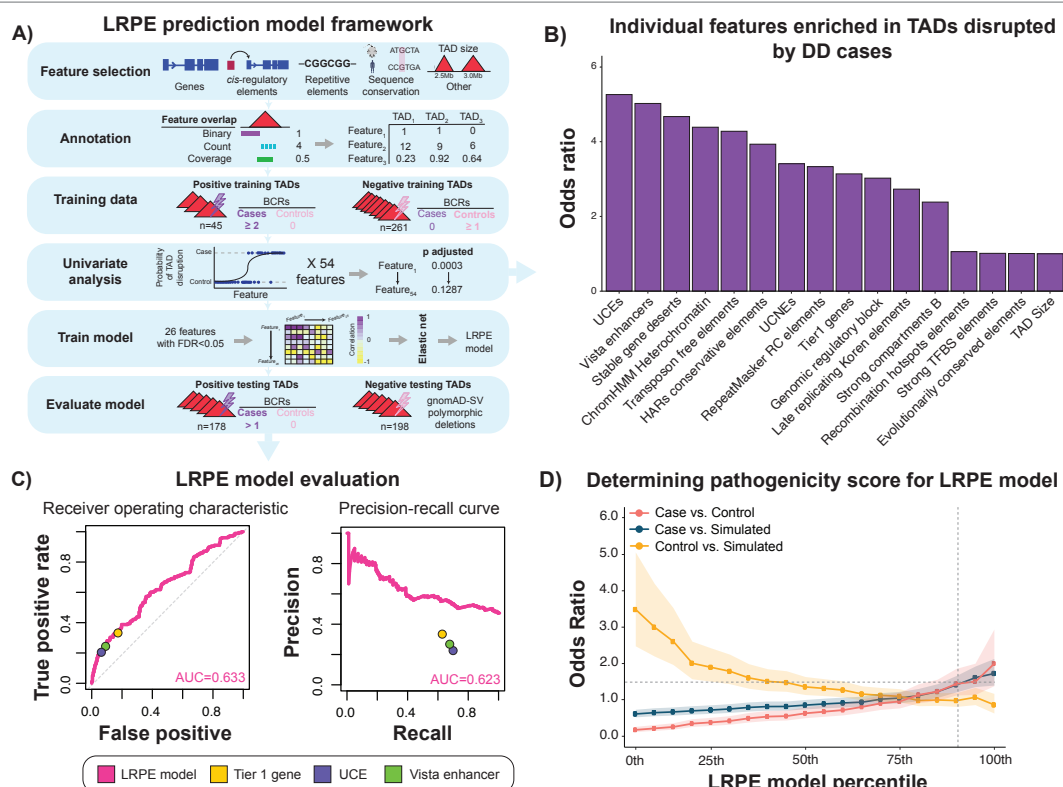 A)
LRPE prediction model framework
Feature selection
Genes
cis-regulatory
elements
–CGGCGG–
Repetitive
elements
ATGCTA
CCGTGA
Sequence
conservation
TAD size
2.5Mb 3.0Mb
Other
Annotation
Feature overlap
Binary 1
Count 4
Coverage 0.5
TAD1 TAD2 TAD3
Feature1 1 1 0
Feature2 12 9 6
Feature3 0.23 0.92 0.64
Training data
Positive training TADs
n=45
BCRs
Cases Controls
≥ 2 0
Negative training TADs
n=261
BCRs
Cases Controls
0 ≥ 1
Univariate
analysis
Probability
of TAD
disruption
Case
Control
Feature
X 54
features
p adjusted
Feature1 0.0003
Feature54 0.1287
Train model
26 features
with FDR<0.05
Correlation
1
0
-1
Elastic net
LRPE
model
Evaluate model
Positive testing TADs
n=178
BCRs
Cases Controls
> 1 0
Negative testing TADs
n=198
gnomAD-SV
polymorphic
deletions
B)
Individual features enriched in TADs disrupted
by DD cases
Odds ratio
6
4
2
0
UCEs
Vista enhancers
Stable gene deserts
ChromHMM Heterochromatin
Transposon free elements
HARs conservative elements
UCNEs
RepeatMasker RC elements
Tier1 genes
Genomic regulatory block
Late replicating Koren elements
Strong compartments B
Recombination hotspots elements
Strong TFBS elements
Evolutionarily conserved elements
TAD Size
C)
LRPE model evaluation
Receiver operating characteristic
True positive rate
0.8
0.4
0.0
AUC=0.633
0.0 0.4 0.8
False positive
Precision-recall curve
Precision
0.8
0.4
0.0
AUC=0.623
0.0 0.4 0.8
Recall
LRPE model
Tier 1 gene
UCE
Vista enhancer
D)
Determining pathogenicity score for LRPE model
Case vs. Control
Case vs. Simulated
Control vs. Simulated
Odds Ratio
6.0
5.0
4.0
3.0
2.0
1.0
0.0
0th 25th 50th 75th 100th
LRPE model percentile